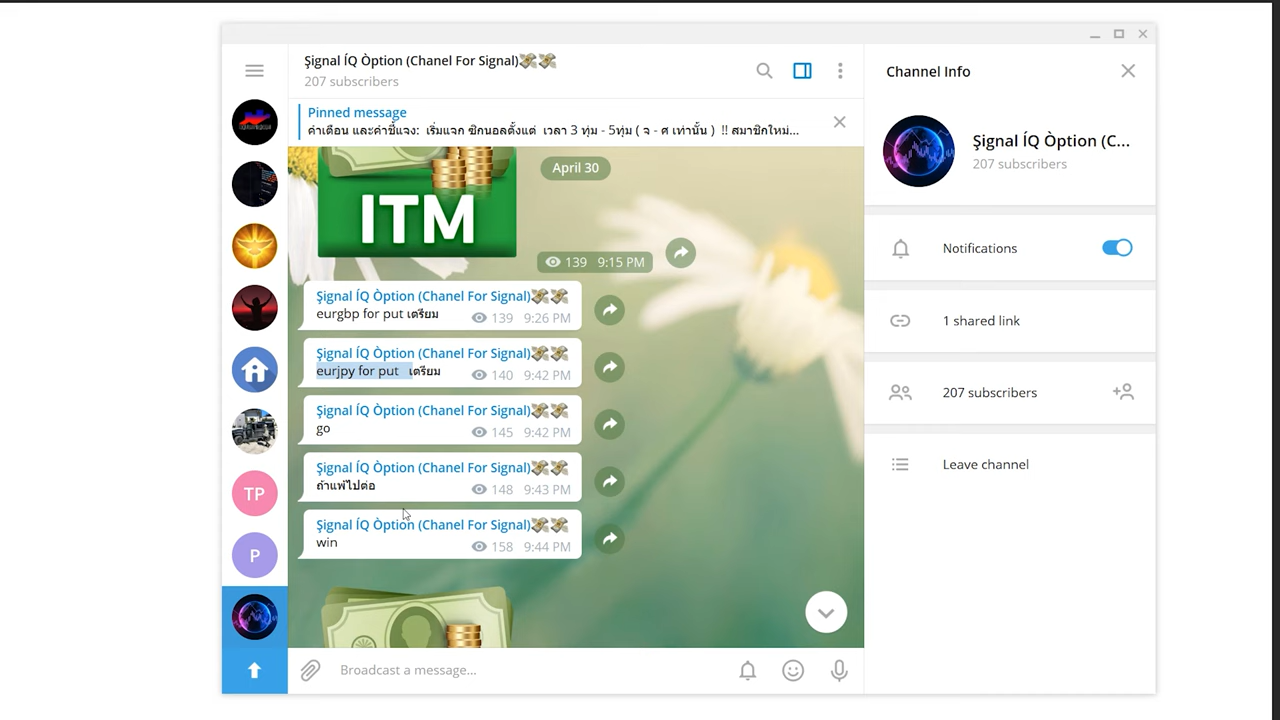 Şignal ÍQ Òption (Chanel For Signal)💸💸
207 subscribers
Pinned message
คำเตือน และคำชี้แจง: เริ่มแจก ซิกนอลตั้งแต่ เวลา 3 ทุ่ม - 5ทุ่ม ( จ - ศ เท่านั้น ) !! สมาชิกใหม่...
April 30
ITM
139 9:15 PM
Şignal ÍQ Òption (Chanel For Signal)💸💸
eurgbp for put เตรียม 139 9:26 PM
Şignal ÍQ Òption (Chanel For Signal)💸💸
eurjpy for put เตรียม 140 9:42 PM
Şignal ÍQ Òption (Chanel For Signal)💸💸
go 145 9:42 PM
Şignal ÍQ Òption (Chanel For Signal)💸💸
ถ้าแพ้ไปต่อ 148 9:43 PM
Şignal ÍQ Òption (Chanel For Signal)💸💸
win 158 9:44 PM
Broadcast a message...
TP
P
Channel Info
Şignal ÍQ Òption (C...
207 subscribers
Notifications
1 shared link
207 subscribers
Leave channel